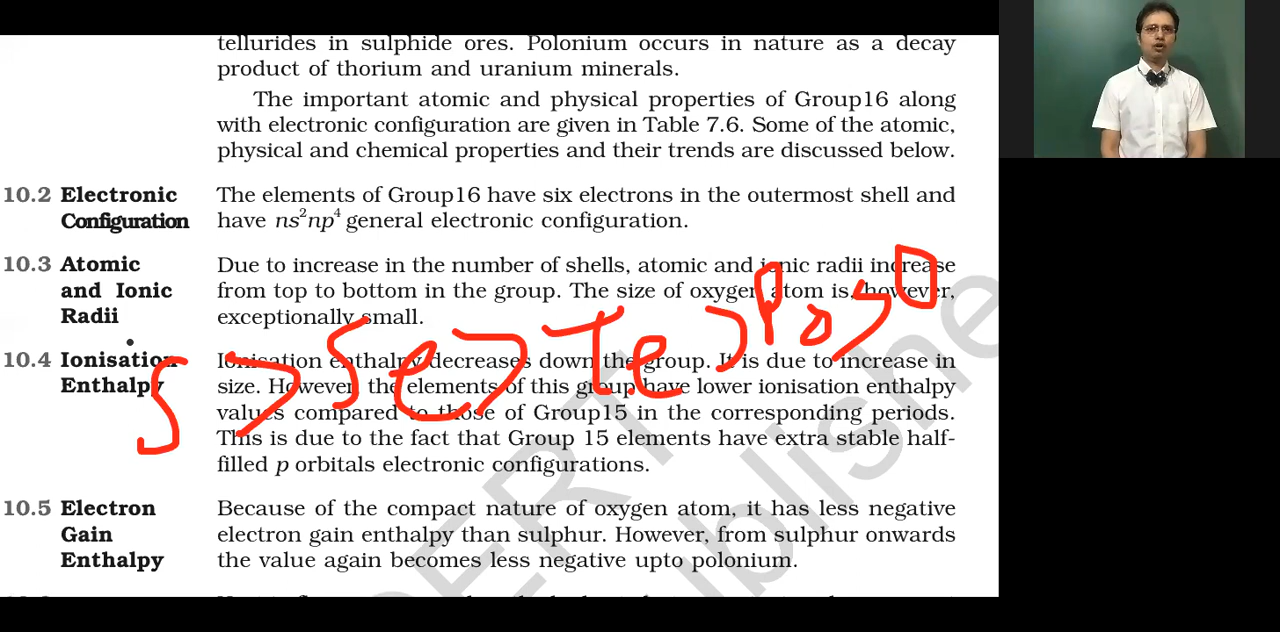 tellurides in sulphide ores. Polonium occurs in nature as a decay
product of thorium and uranium minerals.
The important atomic and physical properties of Group16 along
with electronic configuration are given in Table 7.6. Some of the atomic,
physical and chemical properties and their trends are discussed below.
10.2 Electronic Configuration
The elements of Group16 have six electrons in the outermost shell and
have ns²np⁴ general electronic configuration.
10.3 Atomic and Ionic Radii
Due to increase in the number of shells, atomic and ionic radii increase
from top to bottom in the group. The size of oxygen atom is, however,
exceptionally small.
S > Se > Te > Po > O
10.4 Ionisation Enthalpy
Ionisation enthalpy decreases down the group. It is due to increase in
size. However the elements of this group have lower ionisation enthalpy
values compared to those of Group15 in the corresponding periods.
This is due to the fact that Group 15 elements have extra stable half-
filled p orbitals electronic configurations.
10.5 Electron Gain Enthalpy
Because of the compact nature of oxygen atom, it has less negative
electron gain enthalpy than sulphur. However, from sulphur onwards
the value again becomes less negative upto polonium.